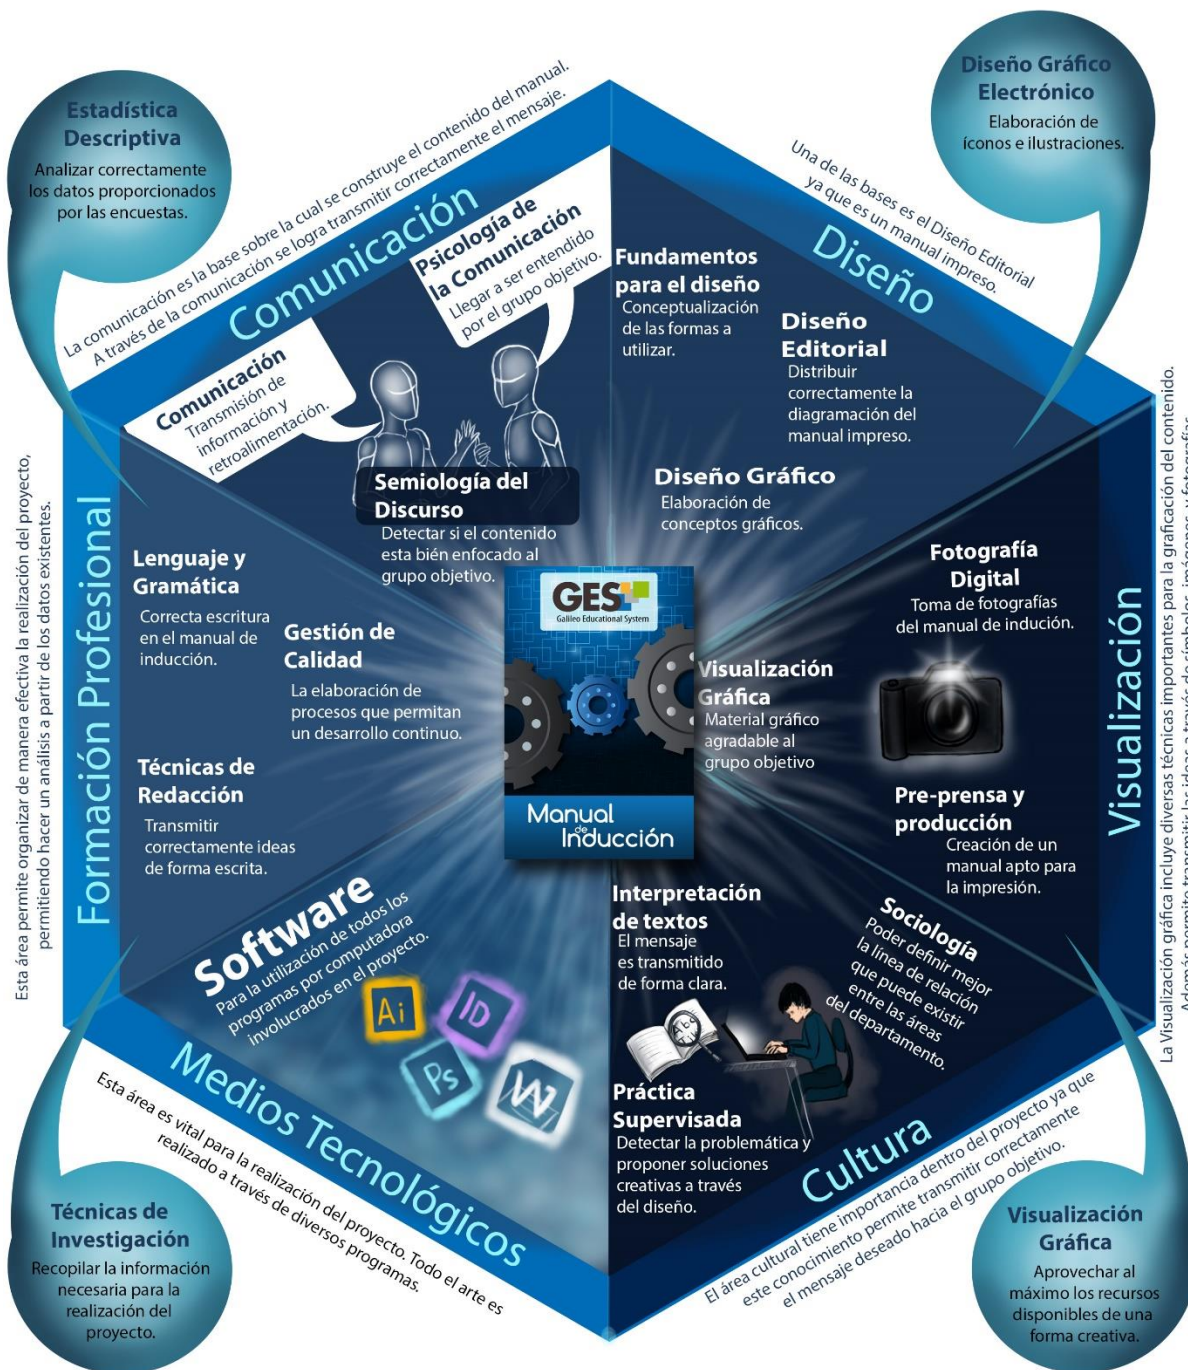 Estadística
Descriptiva
Analizar correctamente
los datos proporcionados
por las encuestas.
Diseño Gráfico
Electrónico
Elaboración de
íconos e ilustraciones.
La comunicación es la base sobre la cual se construye el contenido del manual.
A través de la comunicación se logra transmitir correctamente el mensaje.
Comunicación
Comunicación
Transmisión de
información y
retroalimentación.
Psicología de
la Comunicación
Llegar a ser entendido
por el grupo objetivo.
Semiología del
Discurso
Detectar si el contenido
esta bién enfocado al
grupo objetivo.
Una de las bases es el Diseño Editorial
ya que es un manual impreso.
Diseño
Fundamentos
para el diseño
Conceptualización
de las formas a
utilizar.
Diseño
Editorial
Distribuir
correctamente la
diagramación del
manual impreso.
Diseño Gráfico
Elaboración de
conceptos gráficos.
Esta área permite organizar de manera efectiva la realización del proyecto,
permitiendo hacer un análisis a partir de los datos existentes.
Formación Profesional
Lenguaje y
Gramática
Correcta escritura
en el manual de
inducción.
Gestión de
Calidad
La elaboración de
procesos que permitan
un desarrollo continuo.
Técnicas de
Redacción
Transmitir
correctamente ideas
de forma escrita.
GES
Galileo Educational System
Manual
de
Inducción
Visualización
Gráfica
Material gráfico
agradable al
grupo objetivo
Fotografía
Digital
Toma de fotografías
del manual de indución.
Pre-prensa y
producción
Creación de un
manual apto para
la impresión.
Visualización
La Visualización gráfica incluye diversas técnicas importantes para la graficación del contenido.
Además permite transmitir las ideas a través de símbolos, imágenes, y fotografías.
Software
Para la utilización de todos los
programas por computadora
involucrados en el proyecto.
Ai
ID
Ps
W
Medios Tecnológicos
Esta área es vital para la realización del proyecto. Todo el arte es
realizado a través de diversos programas.
Interpretación
de textos
El mensaje
es transmitido
de forma clara.
Sociología
Poder definir mejor
la línea de relación
que puede existir
entre las áreas
del departamento.
Práctica
Supervisada
Detectar la problemática y
proponer soluciones
creativas a través
del diseño.
Cultura
El área cultural tiene importancia dentro del proyecto ya que
este conocimiento permite transmitir correctamente
el mensaje deseado hacia el grupo objetivo.
Técnicas de
Investigación
Recopilar la información
necesaria para la
realización del
proyecto.
Visualización
Gráfica
Aprovechar al
máximo los recursos
disponibles de una
forma creativa.